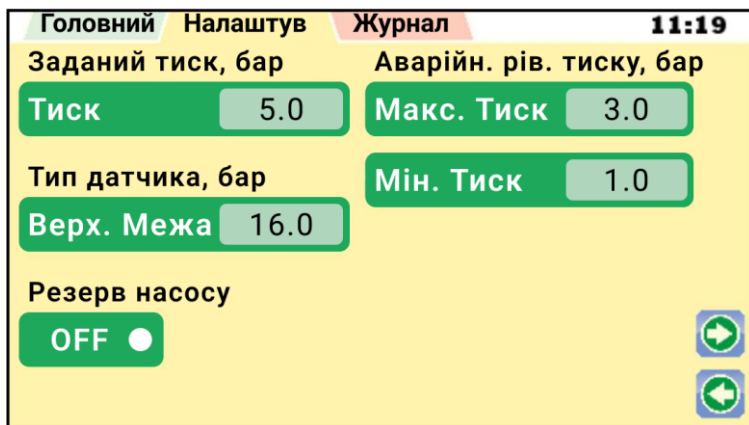 Головний Налаштув Журнал 11:19
Заданий тиск, бар
Тиск 5.0
Тип датчика, бар
Верх. Межа 16.0
Резерв насосу
OFF
Аварійн. рів. тиску, бар
Макс. Тиск 3.0
Мін. Тиск 1.0